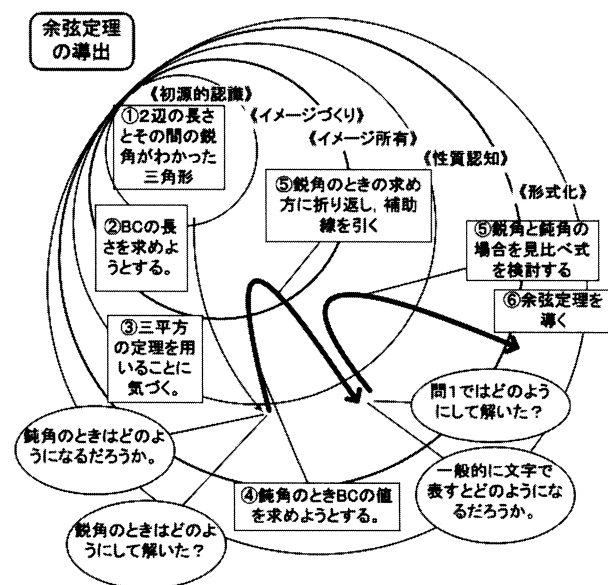 余弦定理
の導出
《初源的認識》
①2辺の長さ
とその間の鋭
角がわかった
三角形
《イメージづくり》
《イメージ所有》
《性質認知》
《形式化》
⑤鋭角のときの求め
方に折り返し, 補助
線を引く
②BCの長
さを求めよ
うとする。
⑤鋭角と鈍角の
場合を見比べ式
を検討する
⑥余弦定理を
導く
③三平方
の定理を用
いることに
気づく。
問1ではどのよう
にして解いた?
鈍角のときはどのよ
うになるだろうか。
一般的に文字で
表すとどのようにな
るだろうか。
④鈍角のときBCの値
を求めようとする。
鋭角のときはどのよ
うにして解いた?